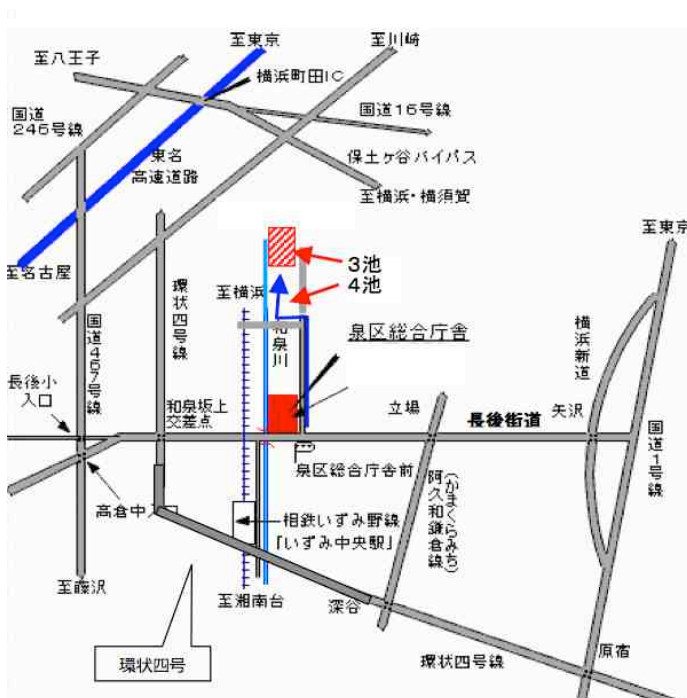 至東京
至川崎
至八王子
横浜町田IC
国道
246号線
国道16号線
東名
高速道路
保土ヶ谷バイパス
至横浜・横須賀
至東京
3池
4池
至名古屋
環状四号線
至横浜
和泉川
泉区総合庁舎
横浜新道
国道467号線
長後小
入口
和泉坂上
交差点
立場
矢沢
長後街道
国道1号線
泉区総合庁舎前
(かまくらみち)
阿久和鎌倉線
高倉中入口
相鉄いずみ野線
「いずみ中央駅」
至藤沢
至湘南台
深谷
原宿
環状四号線
環状四号